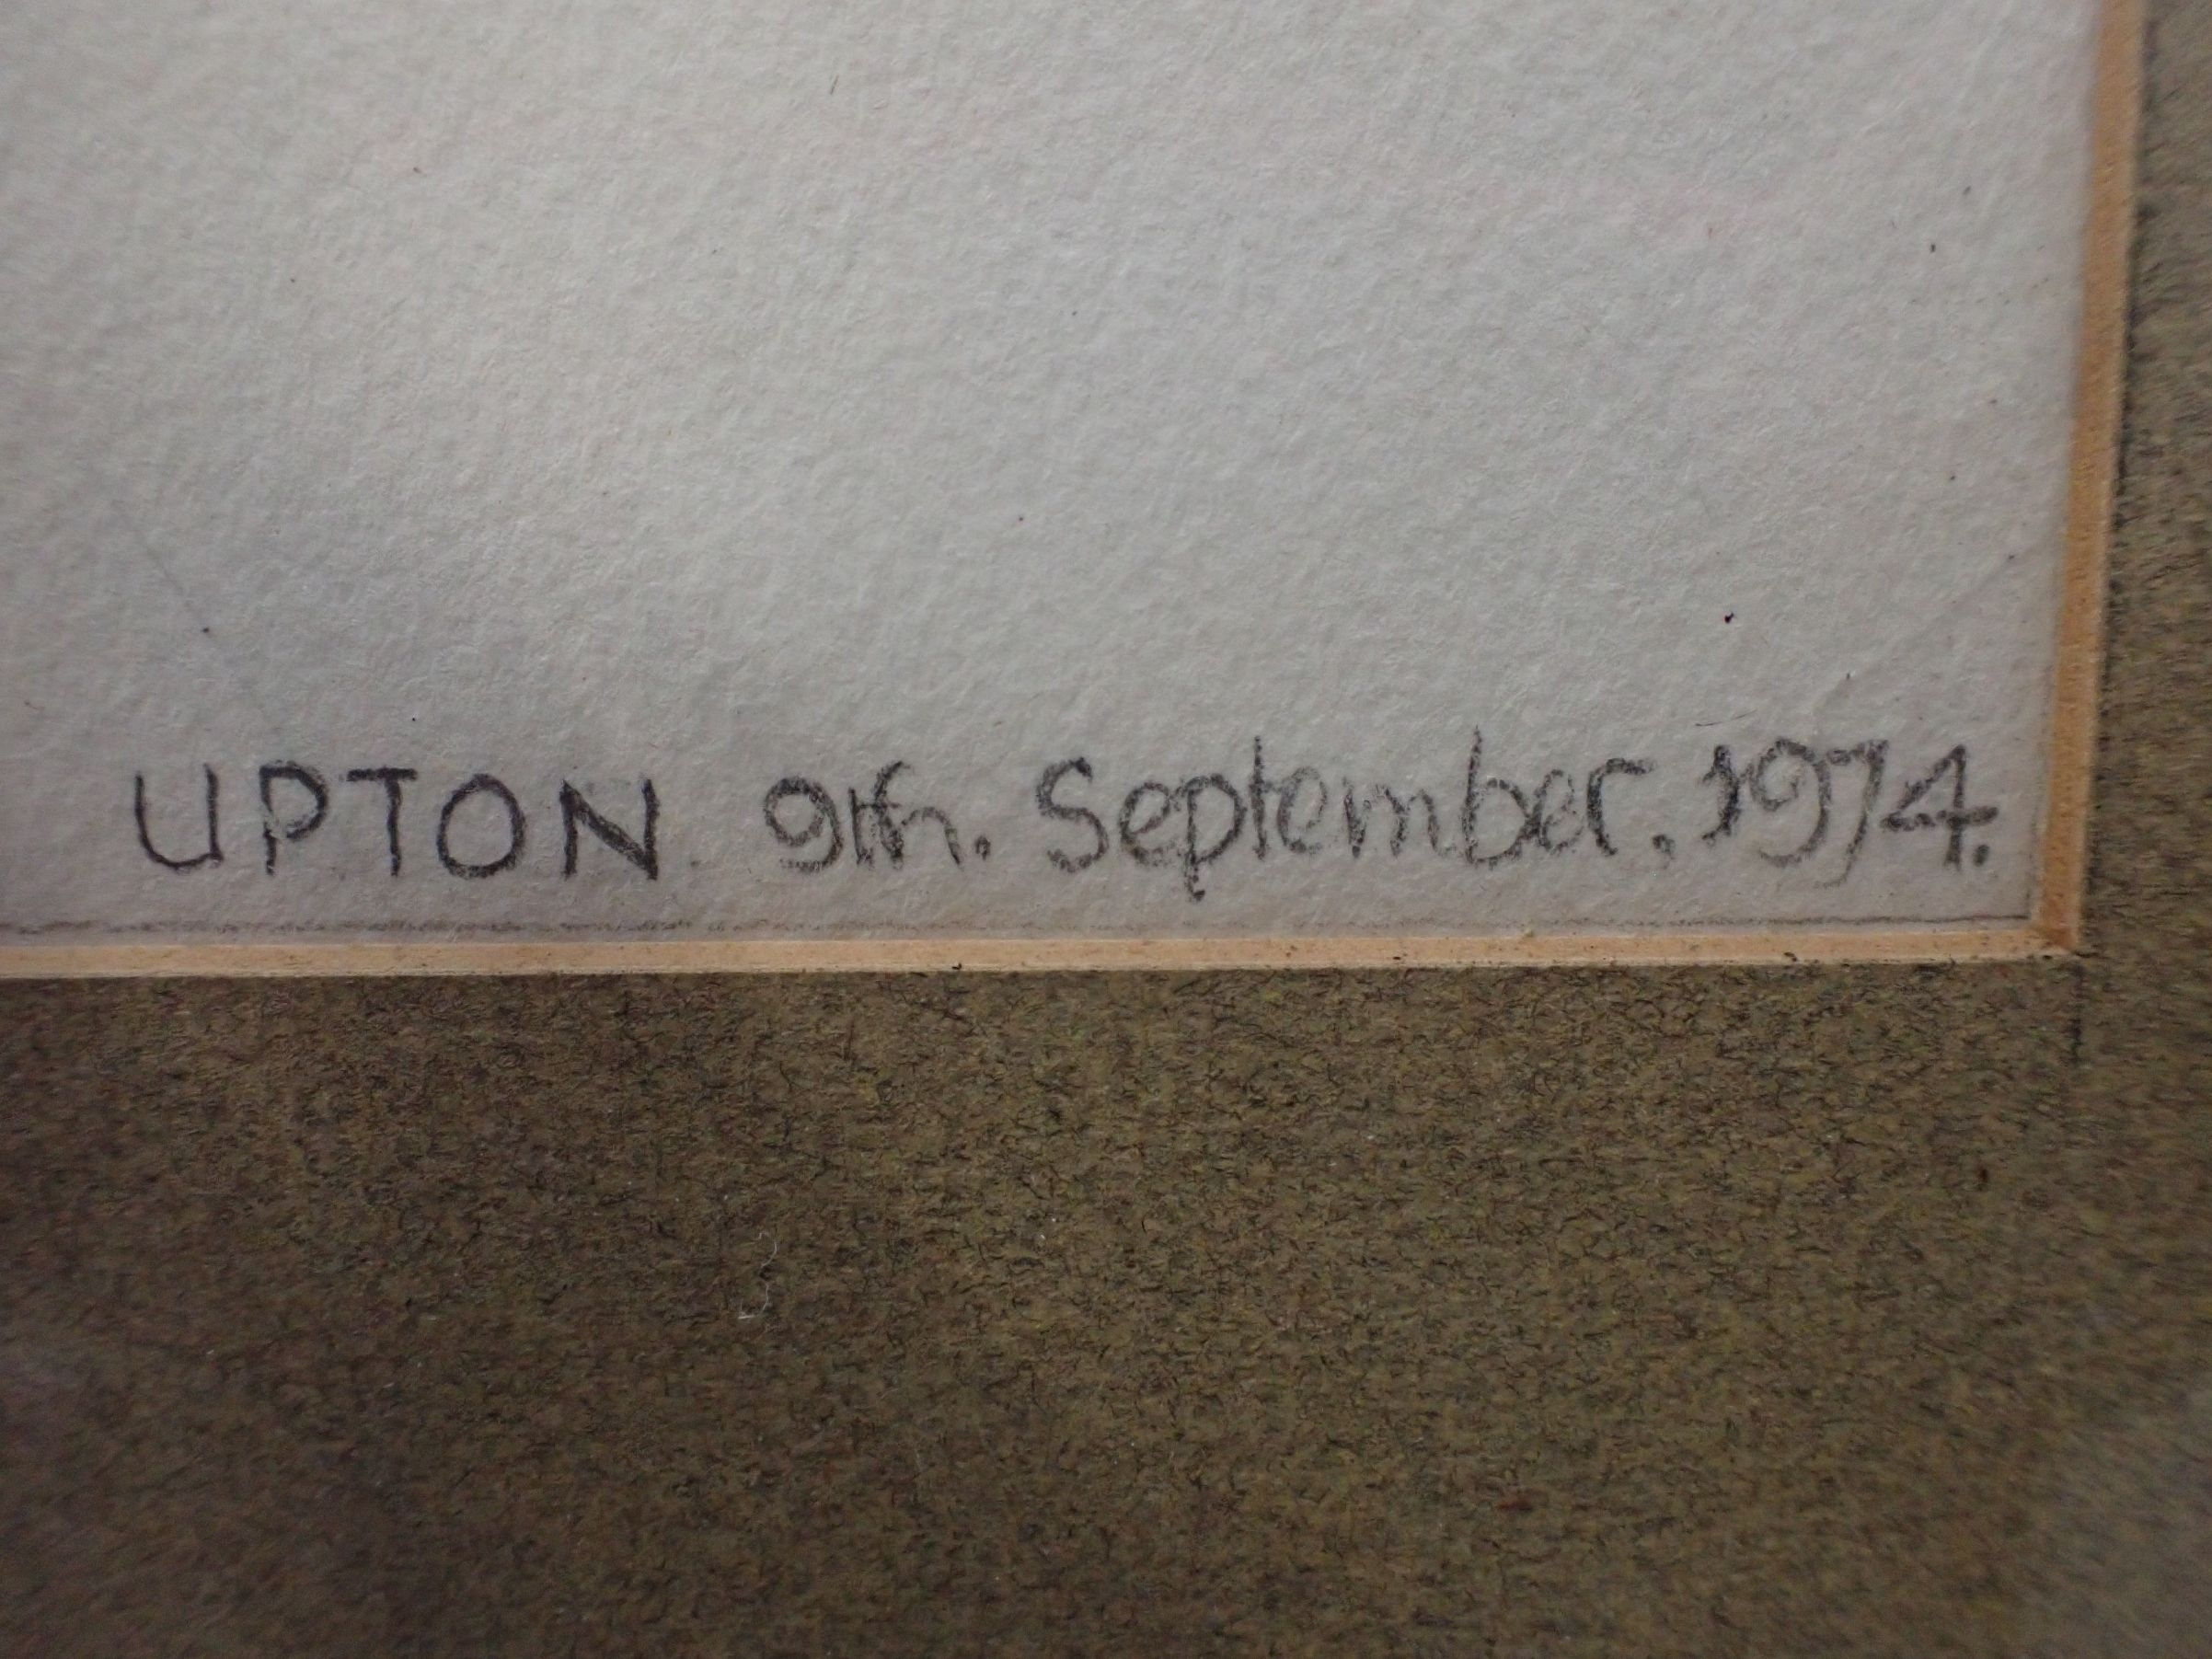 UPTON 9th. September. 1974.